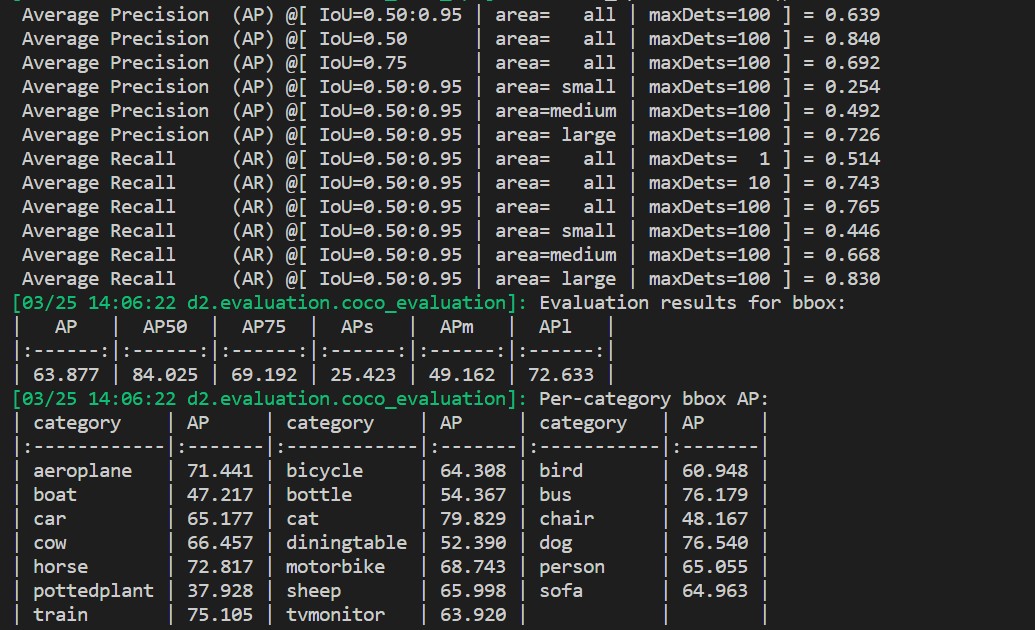 Average Precision  (AP) @[ IoU=0.50:0.95 | area=   all | maxDets=100 ] = 0.639
Average Precision  (AP) @[ IoU=0.50      | area=   all | maxDets=100 ] = 0.840
Average Precision  (AP) @[ IoU=0.75      | area=   all | maxDets=100 ] = 0.692
Average Precision  (AP) @[ IoU=0.50:0.95 | area= small | maxDets=100 ] = 0.254
Average Precision  (AP) @[ IoU=0.50:0.95 | area=medium | maxDets=100 ] = 0.492
Average Precision  (AP) @[ IoU=0.50:0.95 | area= large | maxDets=100 ] = 0.726
Average Recall     (AR) @[ IoU=0.50:0.95 | area=   all | maxDets=  1 ] = 0.514
Average Recall     (AR) @[ IoU=0.50:0.95 | area=   all | maxDets= 10 ] = 0.743
Average Recall     (AR) @[ IoU=0.50:0.95 | area=   all | maxDets=100 ] = 0.765
Average Recall     (AR) @[ IoU=0.50:0.95 | area= small | maxDets=100 ] = 0.446
Average Recall     (AR) @[ IoU=0.50:0.95 | area=medium | maxDets=100 ] = 0.668
Average Recall     (AR) @[ IoU=0.50:0.95 | area= large | maxDets=100 ] = 0.830
[03/25 14:06:22 d2.evaluation.coco_evaluation]: Evaluation results for bbox:
|   AP   |  AP50  |  AP75  |  APs   |  APm   |  APl   |
|:------:|:------:|:------:|:------:|:------:|:------:|
| 63.877 | 84.025 | 69.192 | 25.423 | 49.162 | 72.633 |
[03/25 14:06:22 d2.evaluation.coco_evaluation]: Per-category bbox AP:
| category    | AP     | category    | AP     | category   | AP     |
|:------------|:-------|:------------|:-------|:-----------|:-------|
| aeroplane   | 71.441 | bicycle     | 64.308 | bird       | 60.948 |
| boat        | 47.217 | bottle      | 54.367 | bus        | 76.179 |
| car         | 65.177 | cat         | 79.829 | chair      | 48.167 |
| cow         | 66.457 | diningtable | 52.390 | dog        | 76.540 |
| horse       | 72.817 | motorbike   | 68.743 | person     | 65.055 |
| pottedplant | 37.928 | sheep       | 65.998 | sofa       | 64.963 |
| train       | 75.105 | tvmonitor   | 63.920 |            |        |